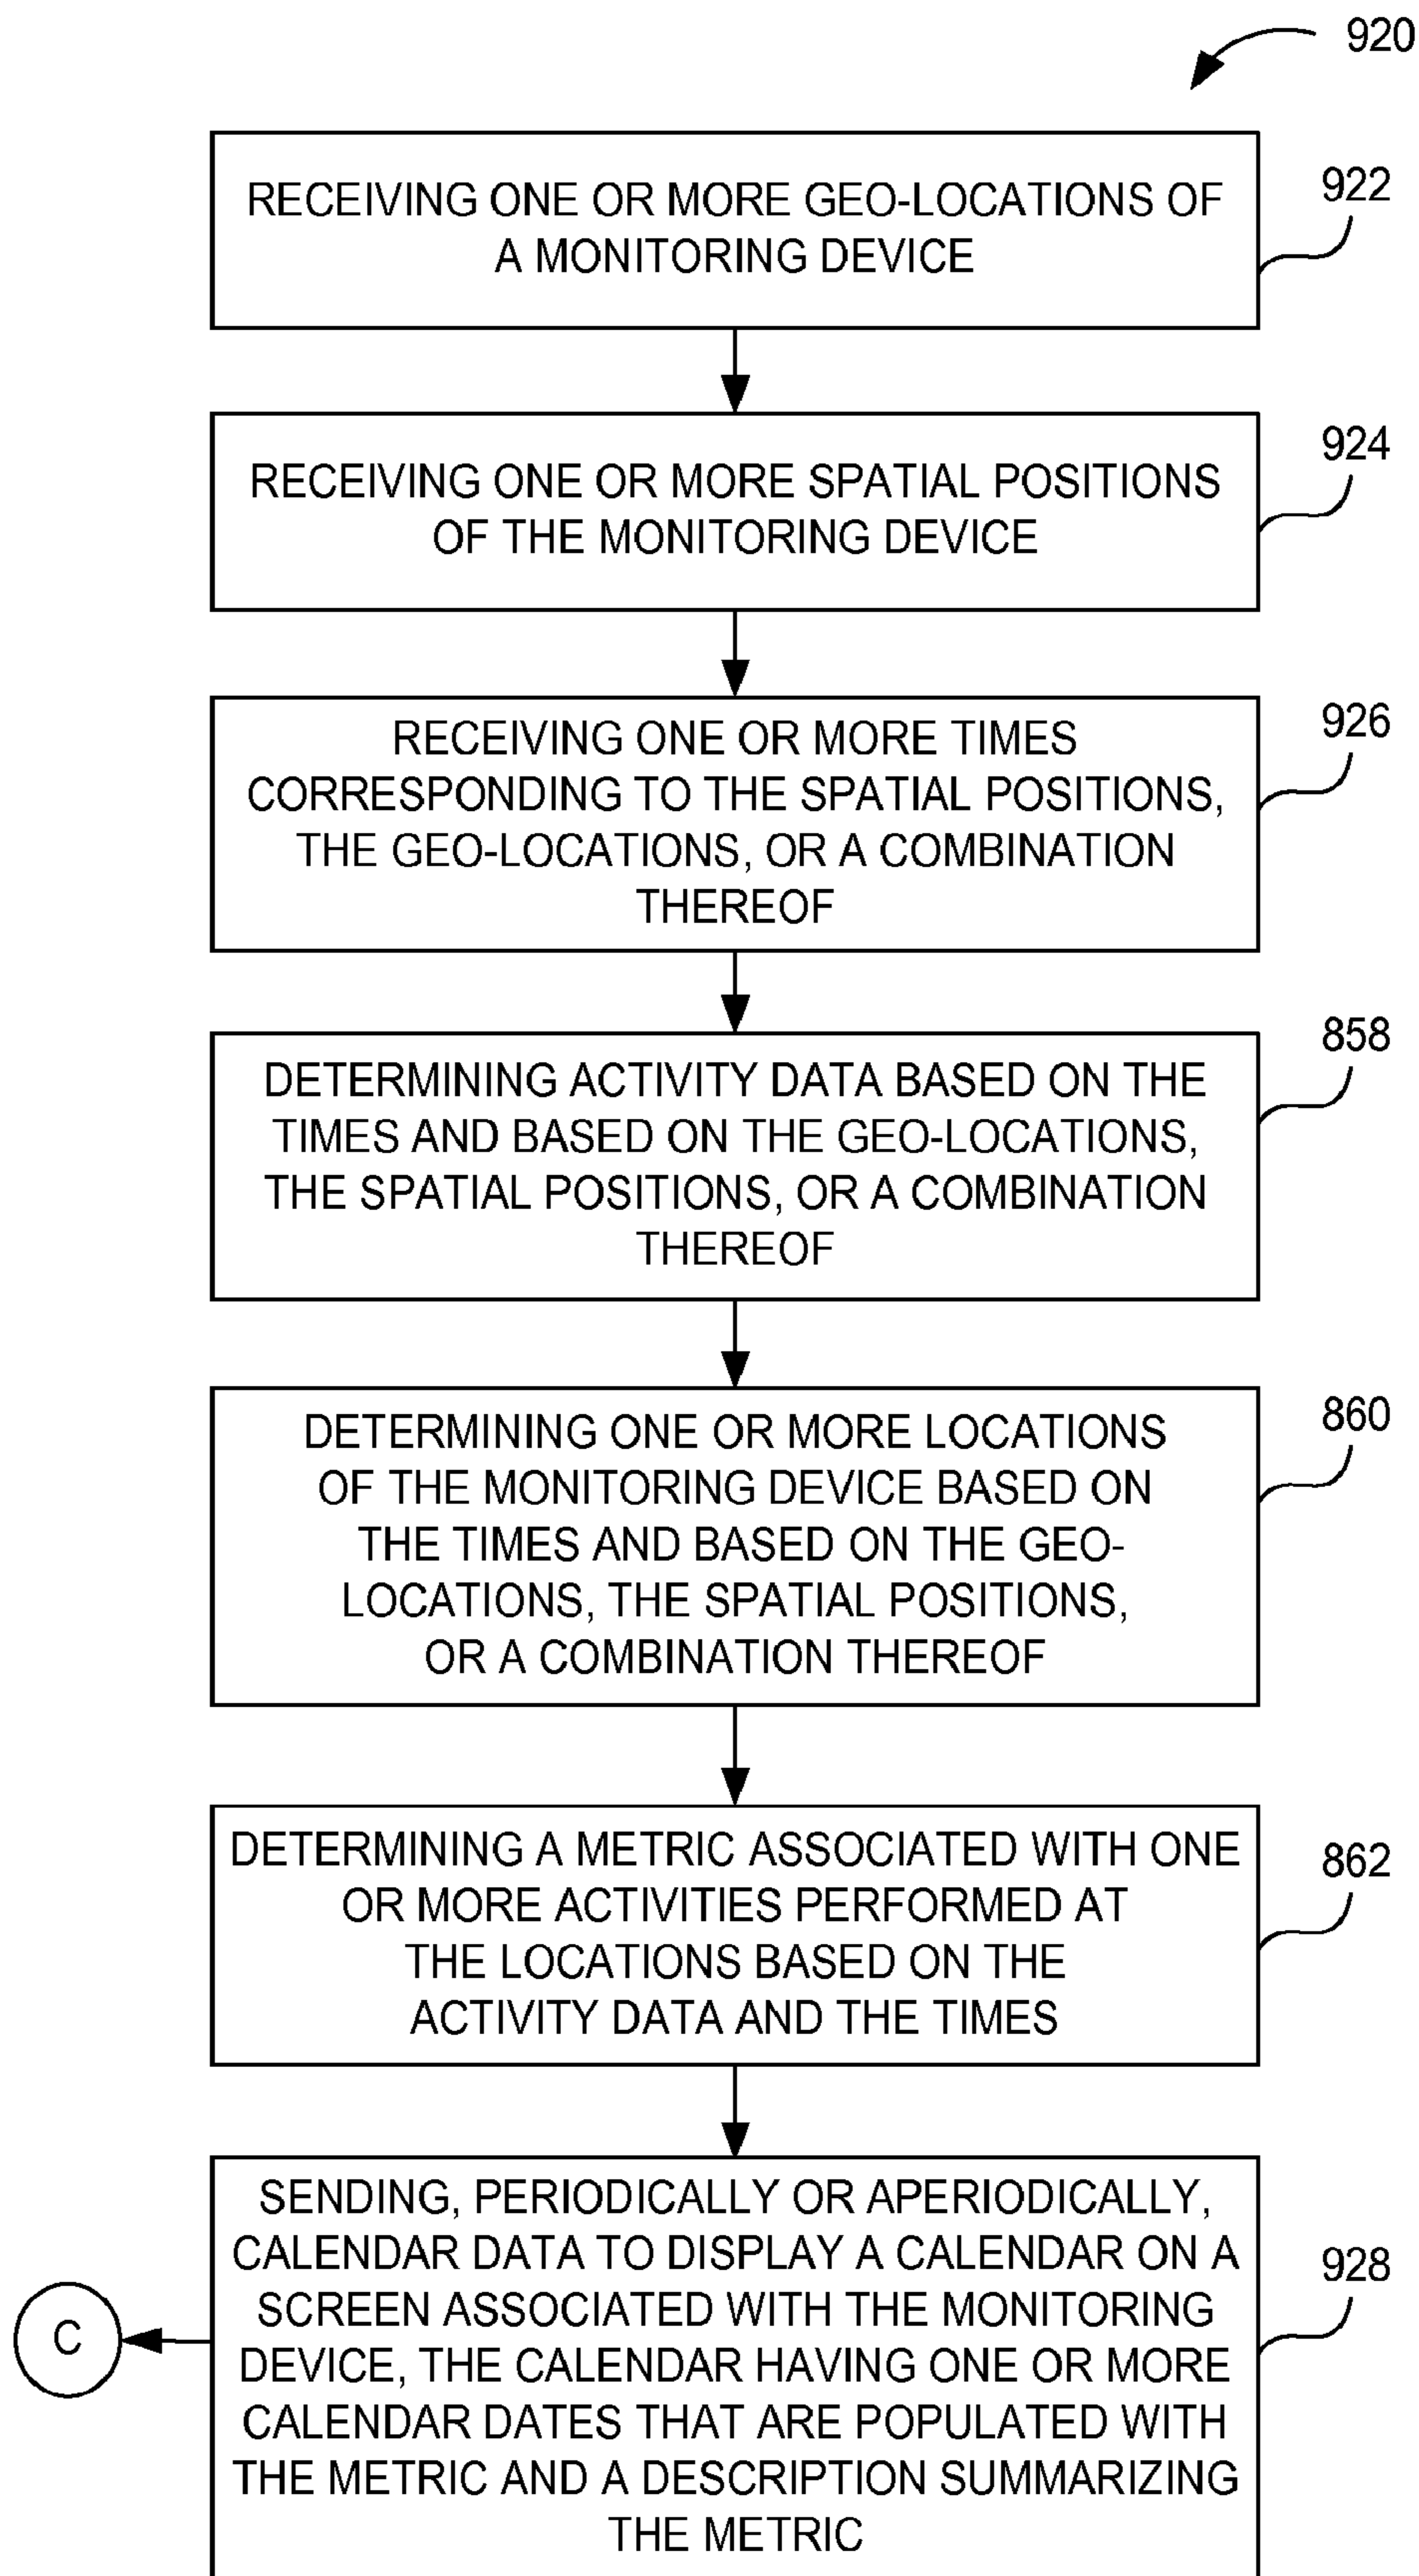 920
RECEIVING ONE OR MORE GEO-LOCATIONS OF
A MONITORING DEVICE
922
RECEIVING ONE OR MORE SPATIAL POSITIONS
OF THE MONITORING DEVICE
924
RECEIVING ONE OR MORE TIMES
CORRESPONDING TO THE SPATIAL POSITIONS,
THE GEO-LOCATIONS, OR A COMBINATION
THEREOF
926
DETERMINING ACTIVITY DATA BASED ON THE
TIMES AND BASED ON THE GEO-LOCATIONS,
THE SPATIAL POSITIONS, OR A COMBINATION
THEREOF
858
DETERMINING ONE OR MORE LOCATIONS
OF THE MONITORING DEVICE BASED ON
THE TIMES AND BASED ON THE GEO-
LOCATIONS, THE SPATIAL POSITIONS,
OR A COMBINATION THEREOF
860
DETERMINING A METRIC ASSOCIATED WITH ONE
OR MORE ACTIVITIES PERFORMED AT
THE LOCATIONS BASED ON THE
ACTIVITY DATA AND THE TIMES
862
SENDING, PERIODICALLY OR APERIODICALLY,
CALENDAR DATA TO DISPLAY A CALENDAR ON A
SCREEN ASSOCIATED WITH THE MONITORING
DEVICE, THE CALENDAR HAVING ONE OR MORE
CALENDAR DATES THAT ARE POPULATED WITH
THE METRIC AND A DESCRIPTION SUMMARIZING
THE METRIC
928
C